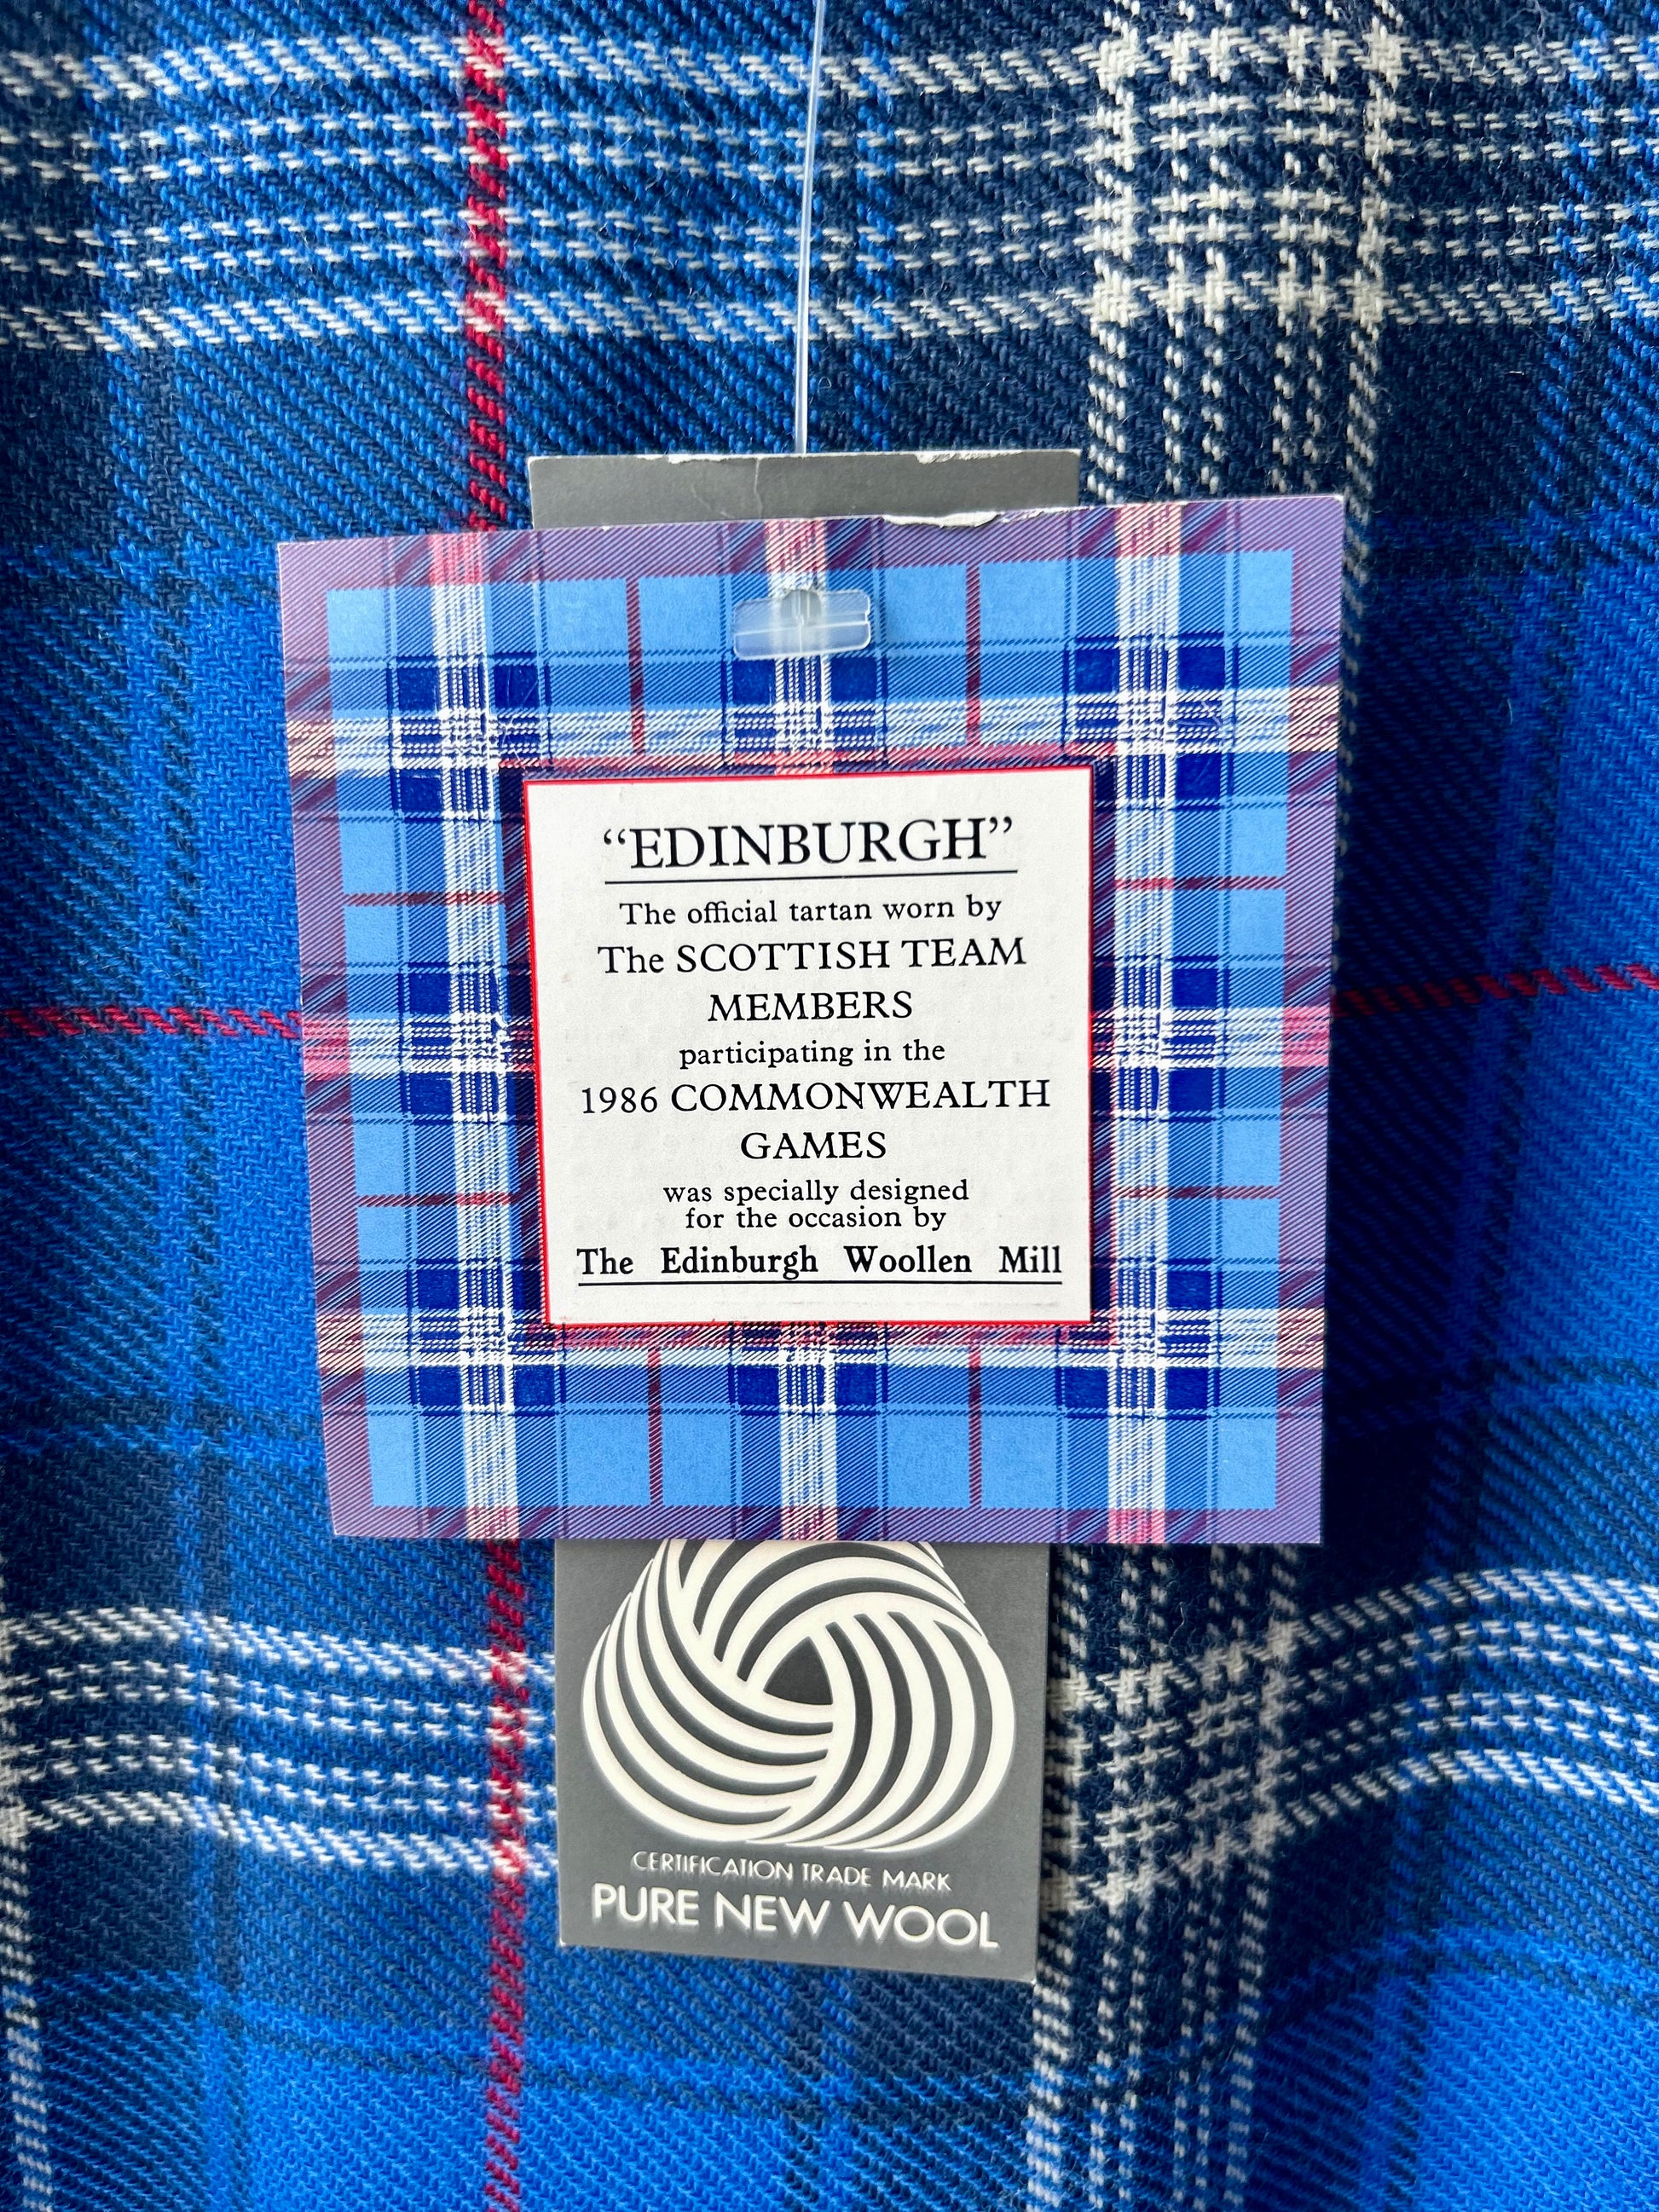 “EDINBURGH”
The official tartan worn by
The SCOTTISH TEAM
MEMBERS
participating in the
1986 COMMONWEALTH
GAMES
was specially designed
for the occasion by
The Edinburgh Woollen Mill
CERTIFICATION TRADE MARK
PURE NEW WOOL